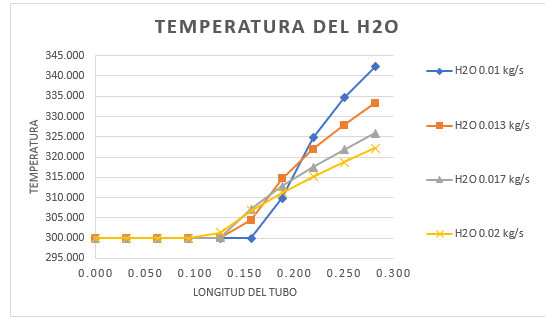 TEMPERATURA DEL H2O
345.000
340.000
335.000
330.000
325.000
320.000
315.000
310.000
305.000
300.000
295.000
TEMPERATURA
0.000 0.050 0.100 0.150 0.200 0.250 0.300
LONGITUD DEL TUBO
H2O 0.01 kg/s
H2O 0.013 kg/s
H2O 0.017 kg/s
H2O 0.02 kg/s